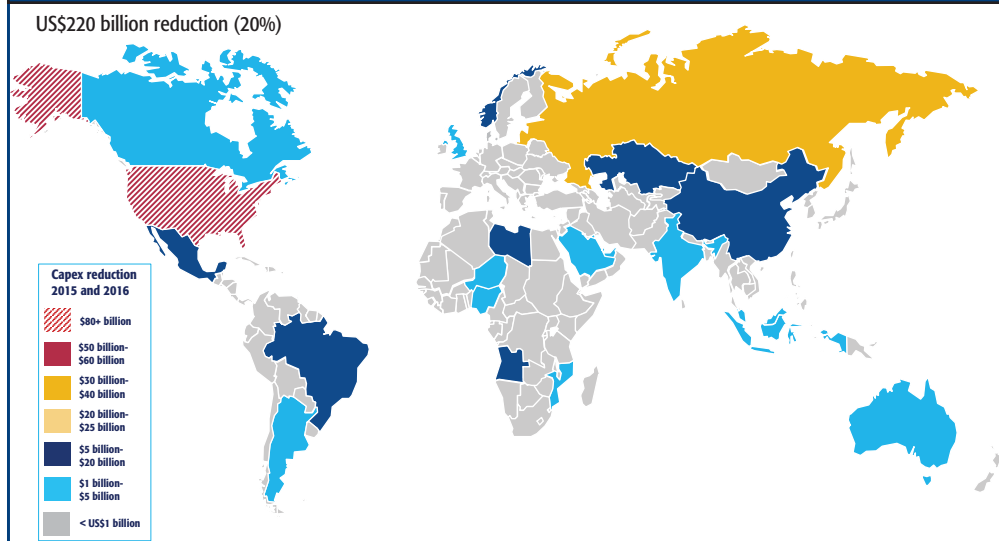 US$220 billion reduction (20%)
Capex reduction
2015 and 2016
$80+ billion
$50 billion-
$60 billion
$30 billion-
$40 billion
$20 billion-
$25 billion
$5 billion-
$20 billion
$1 billion-
$5 billion
< US$1 billion